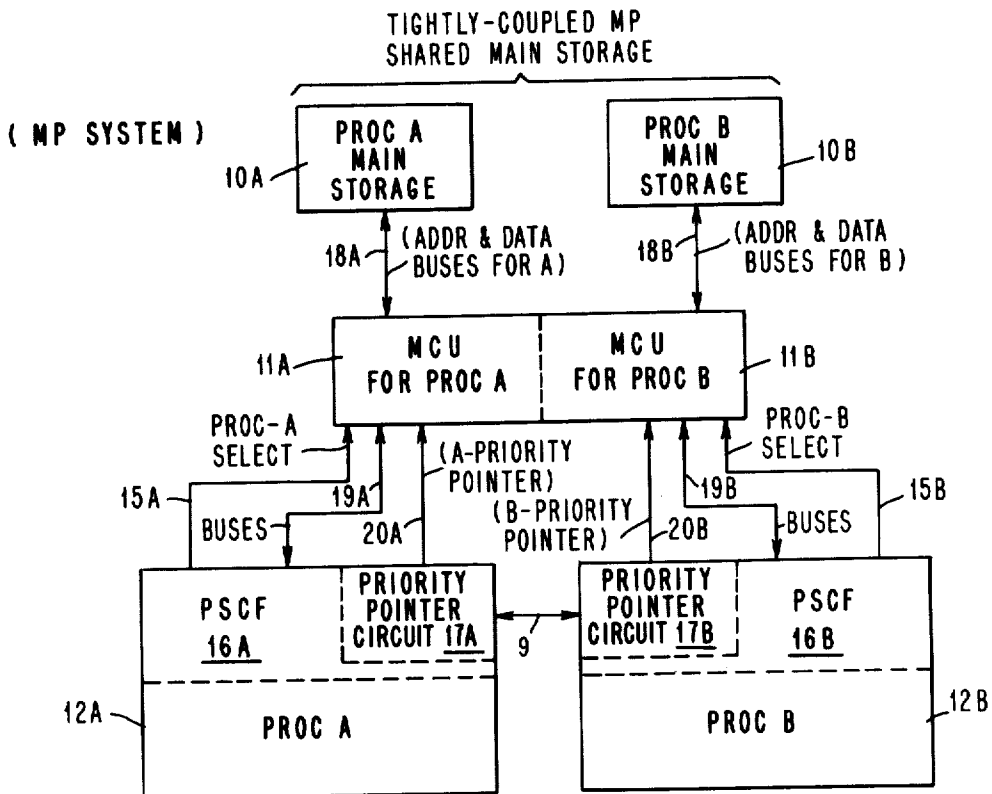 TIGHTLY-COUPLED MP
SHARED MAIN STORAGE
( MP SYSTEM )
PROC A
MAIN
STORAGE
10A
PROC B
MAIN
STORAGE
10B
18A
(ADDR & DATA
BUSES FOR A)
18B
(ADDR & DATA
BUSES FOR B)
11A
MCU
FOR PROC A
MCU
FOR PROC B
11B
PROC-A
SELECT
15A
BUSES
19A
20A
(A-PRIORITY
POINTER)
(B-PRIORITY
POINTER)
20B
19B
PROC-B
SELECT
15B
BUSES
PSCF
16A
PRIORITY
POINTER
CIRCUIT 17A
9
PRIORITY
POINTER
CIRCUIT 17B
PSCF
16B
12A
PROC A
PROC B
12B